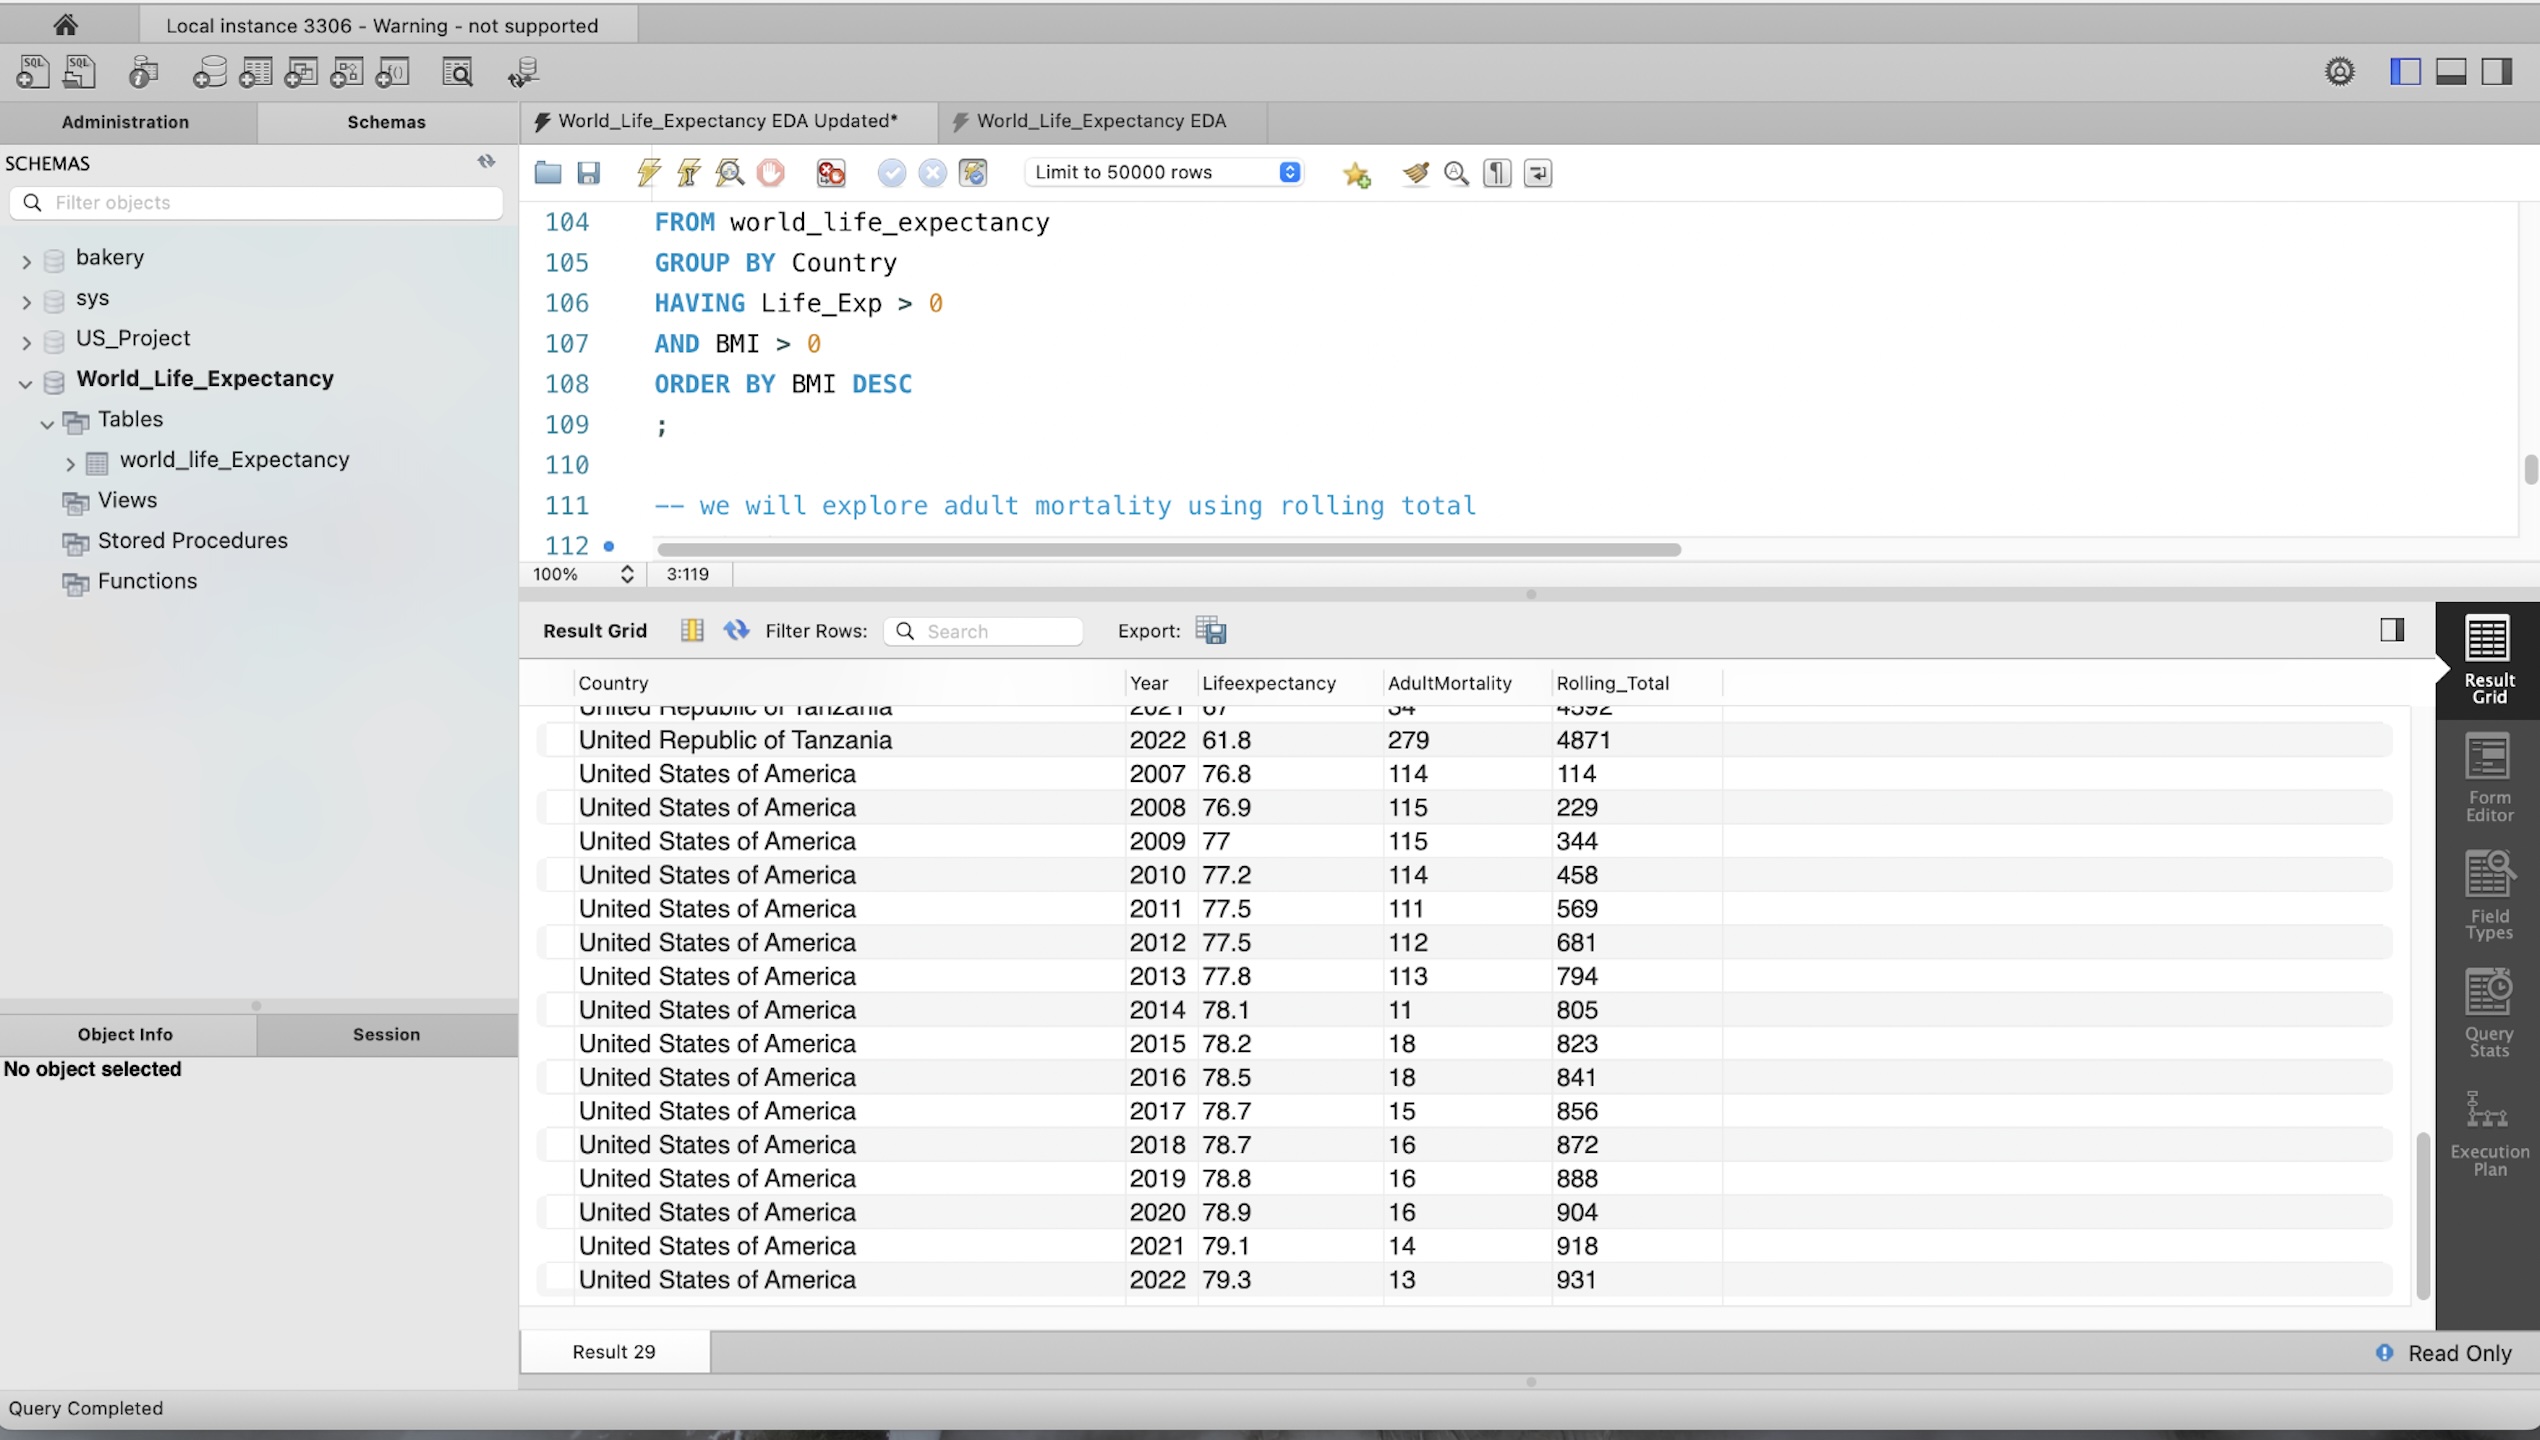 Local instance 3306 - Warning - not supported
Administration
Schemas
World_Life_Expectancy EDA Updated*
World_Life_Expectancy EDA
SCHEMAS
Filter objects
bakery
sys
US_Project
World_Life_Expectancy
Tables
world_life_Expectancy
Views
Stored Procedures
Functions
Object Info
Session
No object selected
Limit to 50000 rows
104 FROM world_life_expectancy
105 GROUP BY Country
106 HAVING Life_Exp > 0
107 AND BMI > 0
108 ORDER BY BMI DESC
109 ;
110
111 -- we will explore adult mortality using rolling total
112
100%
3:119
Result Grid
Filter Rows:
Search
Export:
Country Year Lifeexpectancy AdultMortality Rolling_Total
United Republic of Tanzania 2021 67 34 4592
United Republic of Tanzania 2022 61.8 279 4871
United States of America 2007 76.8 114 114
United States of America 2008 76.9 115 229
United States of America 2009 77 115 344
United States of America 2010 77.2 114 458
United States of America 2011 77.5 111 569
United States of America 2012 77.5 112 681
United States of America 2013 77.8 113 794
United States of America 2014 78.1 11 805
United States of America 2015 78.2 18 823
United States of America 2016 78.5 18 841
United States of America 2017 78.7 15 856
United States of America 2018 78.7 16 872
United States of America 2019 78.8 16 888
United States of America 2020 78.9 16 904
United States of America 2021 79.1 14 918
United States of America 2022 79.3 13 931
Result
Grid
Form
Editor
Field
Types
Query
Stats
Execution
Plan
Result 29
Read Only
Query Completed